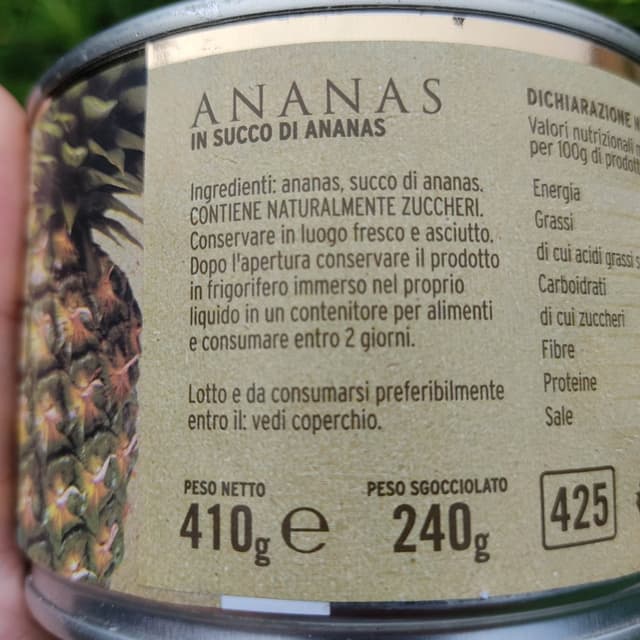 ANANAS
IN SUCCO DI ANANAS
Ingredienti: ananas, succo di ananas.
CONTIENE NATURALMENTE ZUCCHERI.
Conservare in luogo fresco e asciutto.
Dopo l'apertura conservare il prodotto
in frigorifero immerso nel proprio
liquido in un contenitore per alimenti
e consumare entro 2 giorni.
Lotto e da consumarsi preferibilmente
entro il: vedi coperchio.
PESO NETTO
410g e
PESO SGOCCIOLATO
240g
425
DICHIARAZIONE
Valori nutrizionali
per 100g di
Energia
Grassi
di cui acidi grassi
Carboidrati
di cui zuccheri
Fibre
Proteine
Sale